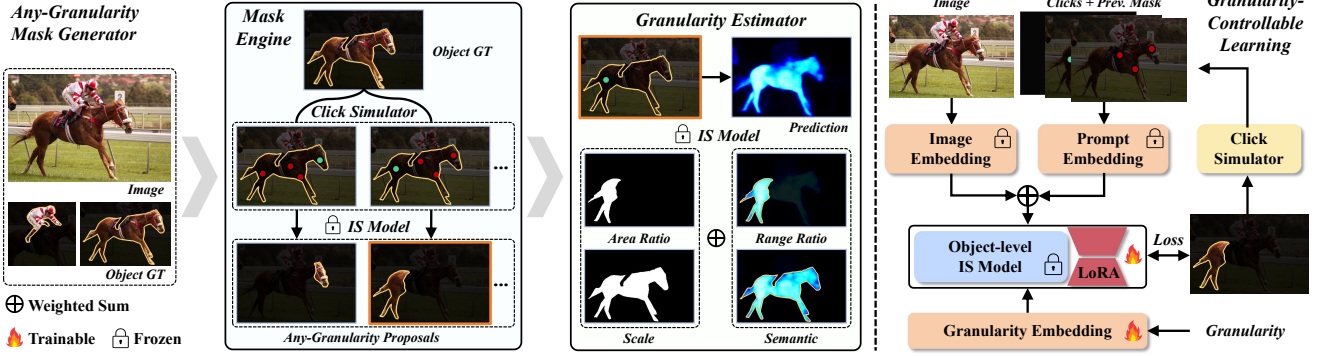 Any-Granularity
Mask Generator
Image
Object GT
Weighted Sum
Trainable
Frozen
Mask
Engine
Object GT
Click Simulator
...
...
IS Model
Any-Granularity Proposals
Granularity Estimator
Prediction
IS Model
Area Ratio
Range Ratio
Scale
Semantic
Image
Clicks + Prev. Mask
Granularity-
Controllable
Learning
Image
Embedding
Prompt
Embedding
Click
Simulator
Object-level
IS Model
LoRA
Loss
Granularity Embedding
Granularity